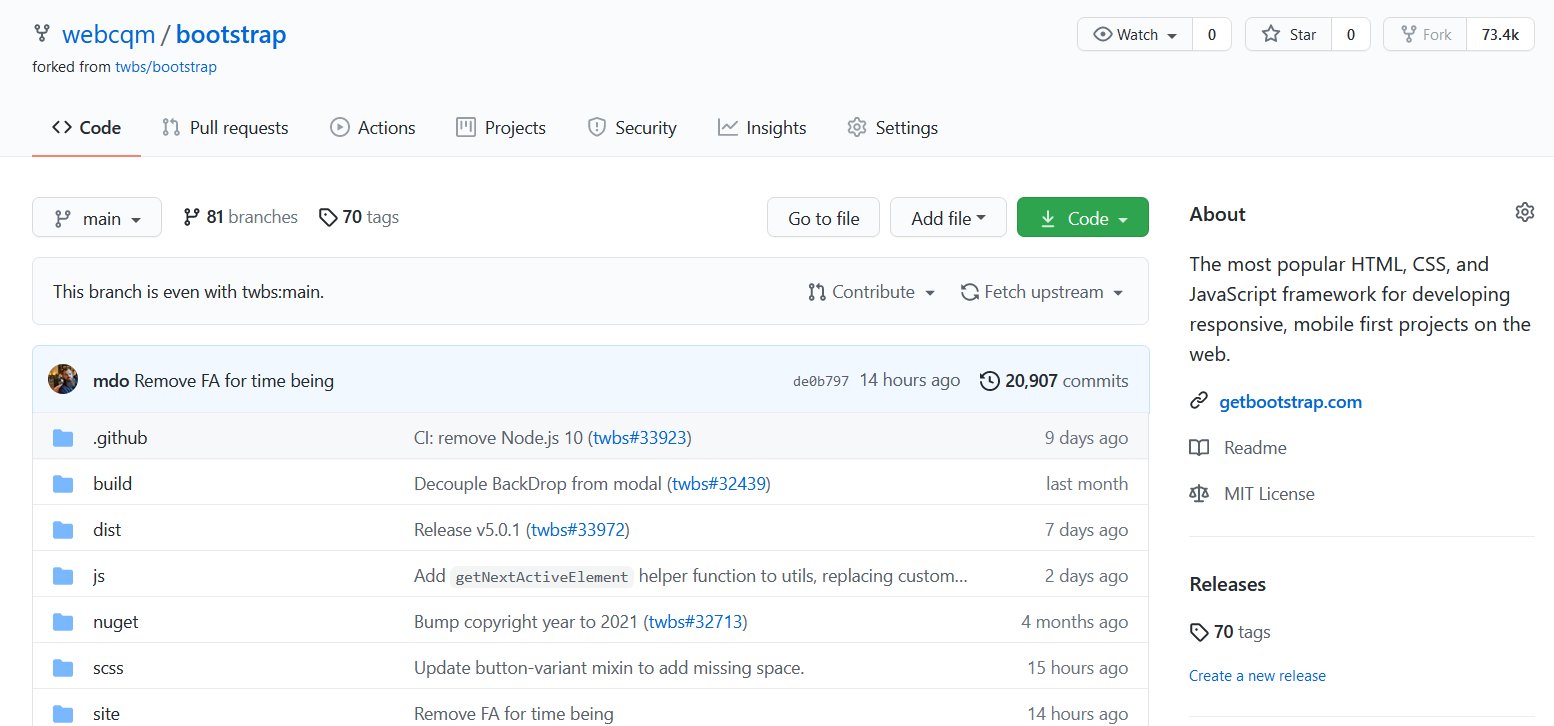 webcqm / bootstrap
Watch 0 Star 0 Fork 73.4k
forked from twbs/bootstrap
Code Pull requests Actions Projects Security Insights Settings
main 81 branches 70 tags Go to file Add file Code
This branch is even with twbs:main. Contribute Fetch upstream
mdo Remove FA for time being de0b797 14 hours ago 20,907 commits
.github CI: remove Node.js 10 (twbs#33923) 9 days ago
build Decouple BackDrop from modal (twbs#32439) last month
dist Release v5.0.1 (twbs#33972) 7 days ago
js Add getNextActiveElement helper function to utils, replacing custom... 2 days ago
nuget Bump copyright year to 2021 (twbs#32713) 4 months ago
scss Update button-variant mixin to add missing space. 15 hours ago
site Remove FA for time being 14 hours ago
About
The most popular HTML, CSS, and
JavaScript framework for developing
responsive, mobile first projects on the
web.
getbootstrap.com
Readme
MIT License
Releases
70 tags
Create a new release